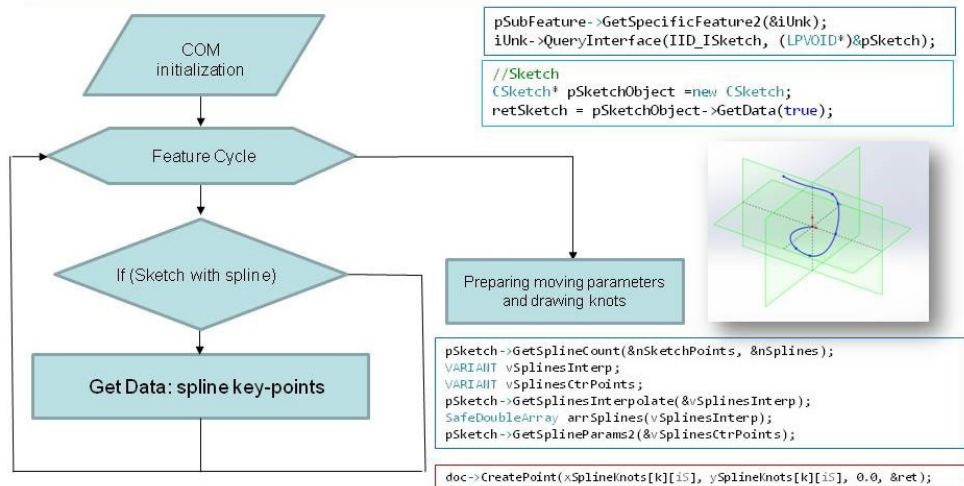 COM
initialization
Feature Cycle
If (Sketch with spline)
Get Data: spline key-points
Preparing moving parameters
and drawing knots
pSubFeature->GetSpecificFeature2(&iUnk);
iUnk->QueryInterface(IID_ISketch, (LPVOID*)&pSketch);
//Sketch
CSketch* pSketchObject =new CSketch;
retSketch = pSketchObject->GetData(true);
pSketch->GetSplineCount(&nSketchPoints, &nSplines);
VARIANT vSplinesInterp;
VARIANT vSplinesCtrPoints;
pSketch->GetSplinesInterpolate(&vSplinesInterp);
SafeDoubleArray arrSplines(vSplinesInterp);
pSketch->GetSplineParams2(&vSplinesCtrPoints);
doc->CreatePoint(xSplineKnots[k][iS], ySplineKnots[k][iS], 0.0, &ret);